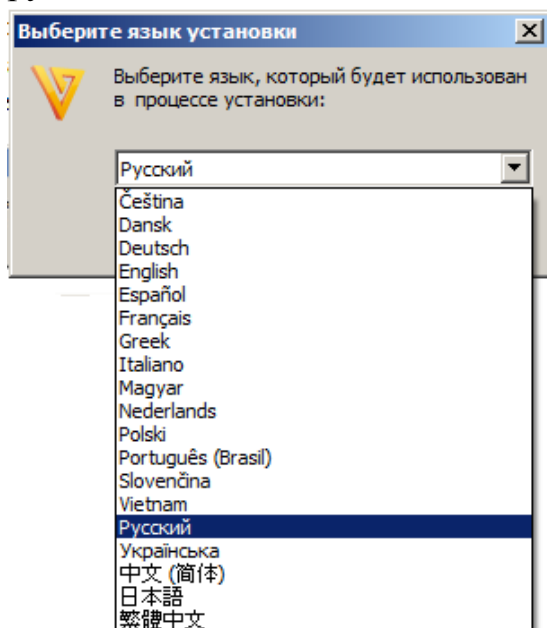 Выберите язык установки
Выберите язык, который будет использован
в процессе установки:
Русский
Čeština
Dansk
Deutsch
English
Español
Français
Greek
Italiano
Magyar
Nederlands
Polski
Português (Brasil)
Slovenčina
Vietnam
Русский
Українська
中文 (简体)
日本語
繁體中文